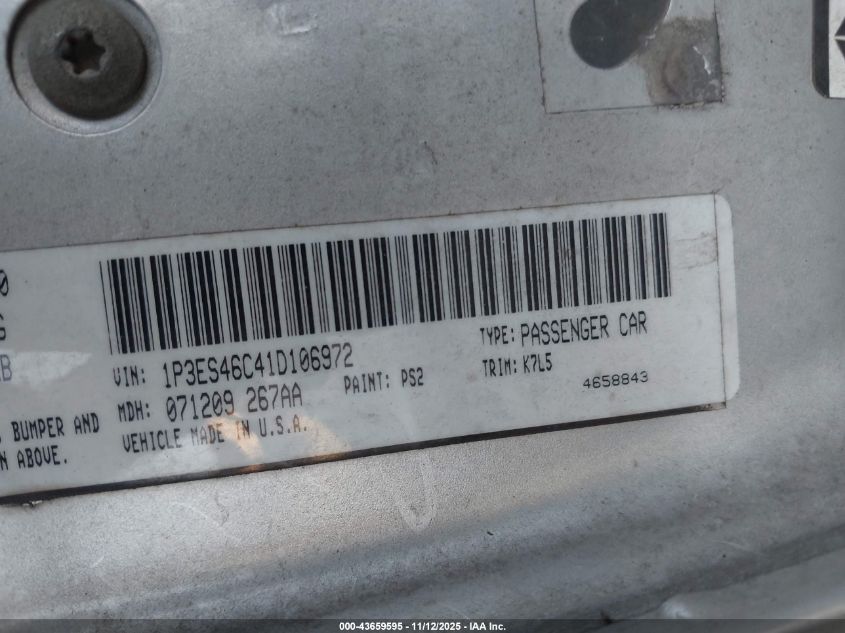 VIN: 1P3ES46C41D106972
TYPE: PASSENGER CAR
MDH: 071209 267AA
PAINT: PS2
TRIM: K7L5
BUMPER AND
VEHICLE MADE IN U.S.A.
4658843
N ABOVE.
000-43659595 - 11/12/2025 - IAA Inc.